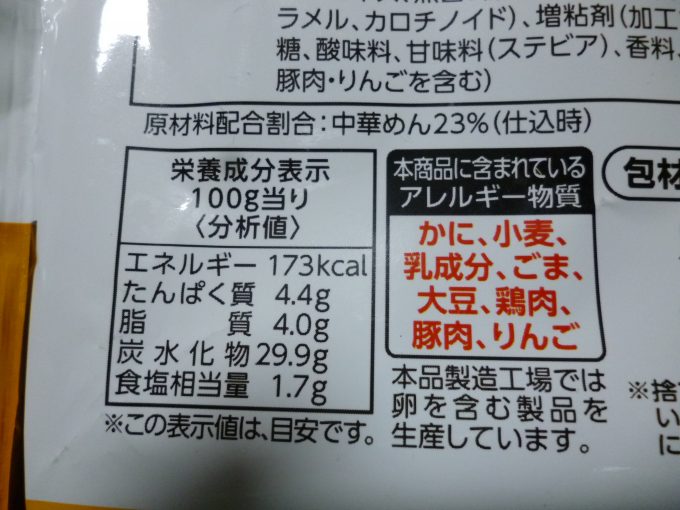 ラメル、カロチノイド)、増粘剤(加工
糖、酸味料、甘味料(ステビア)、香料、
豚肉・りんごを含む)
原材料配合割合:中華めん23%(仕込時)
栄養成分表示
100g当り
〈分析値〉
エネルギー 173kcal
たんぱく質 4.4g
脂質 4.0g
炭水化物 29.9g
食塩相当量 1.7g
※この表示値は、目安です。
本商品に含まれている
アレルギー物質
かに、小麦、
乳成分、ごま、
大豆、鶏肉、
豚肉、りんご
本品製造工場では
卵を含む製品を
生産しています。
包材
※捨
い
に